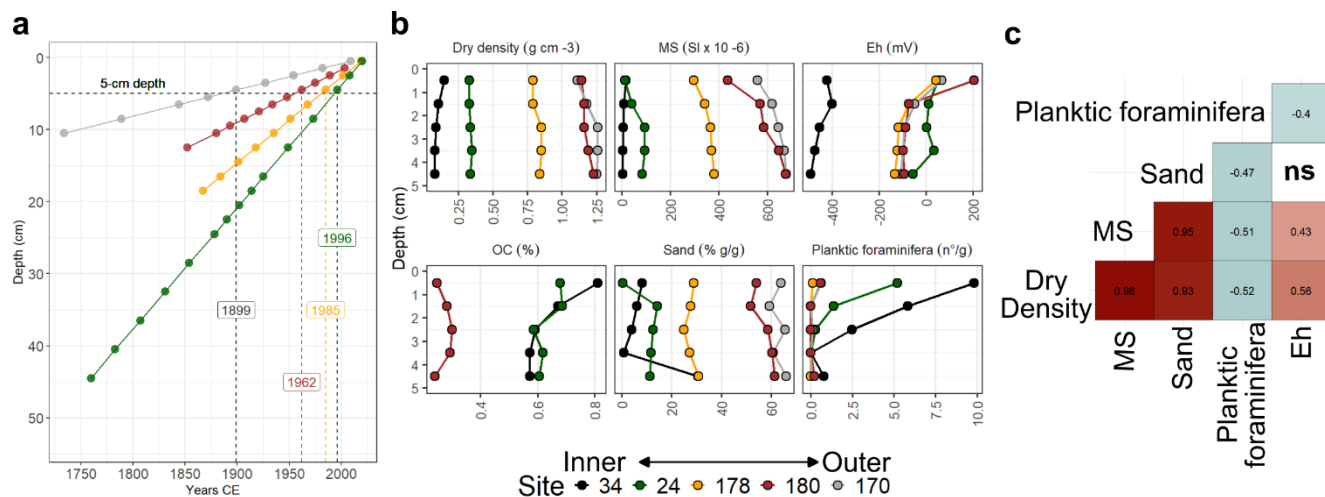 a
0
10
20
30
40
50
Depth (cm)
5-cm depth
1996
1899
1985
1962
1750
1800
1850
1900
1950
2000
Years CE
b
Dry density (g cm -3)
MS (SI x 10 -6)
Eh (mV)
0
1
2
3
4
5
0.25
0.50
0.75
1.00
1.25
0
200
400
600
-400
-200
0
200
Depth (cm)
OC (%)
Sand (% g/g)
Planktic foraminifera (n°/g)
0
1
2
3
4
5
0.4
0.6
0.8
0
20
40
60
0.0
2.5
5.0
7.5
10.0
Inner Outer
Site 34 24 178 180 170
c
Planktic foraminifera
-0.4
Sand
-0.47
ns
MS
0.95
-0.51
0.43
Dry
Density
0.98
0.93
-0.52
0.56
MS
Sand
Planktic
foraminifera
Eh